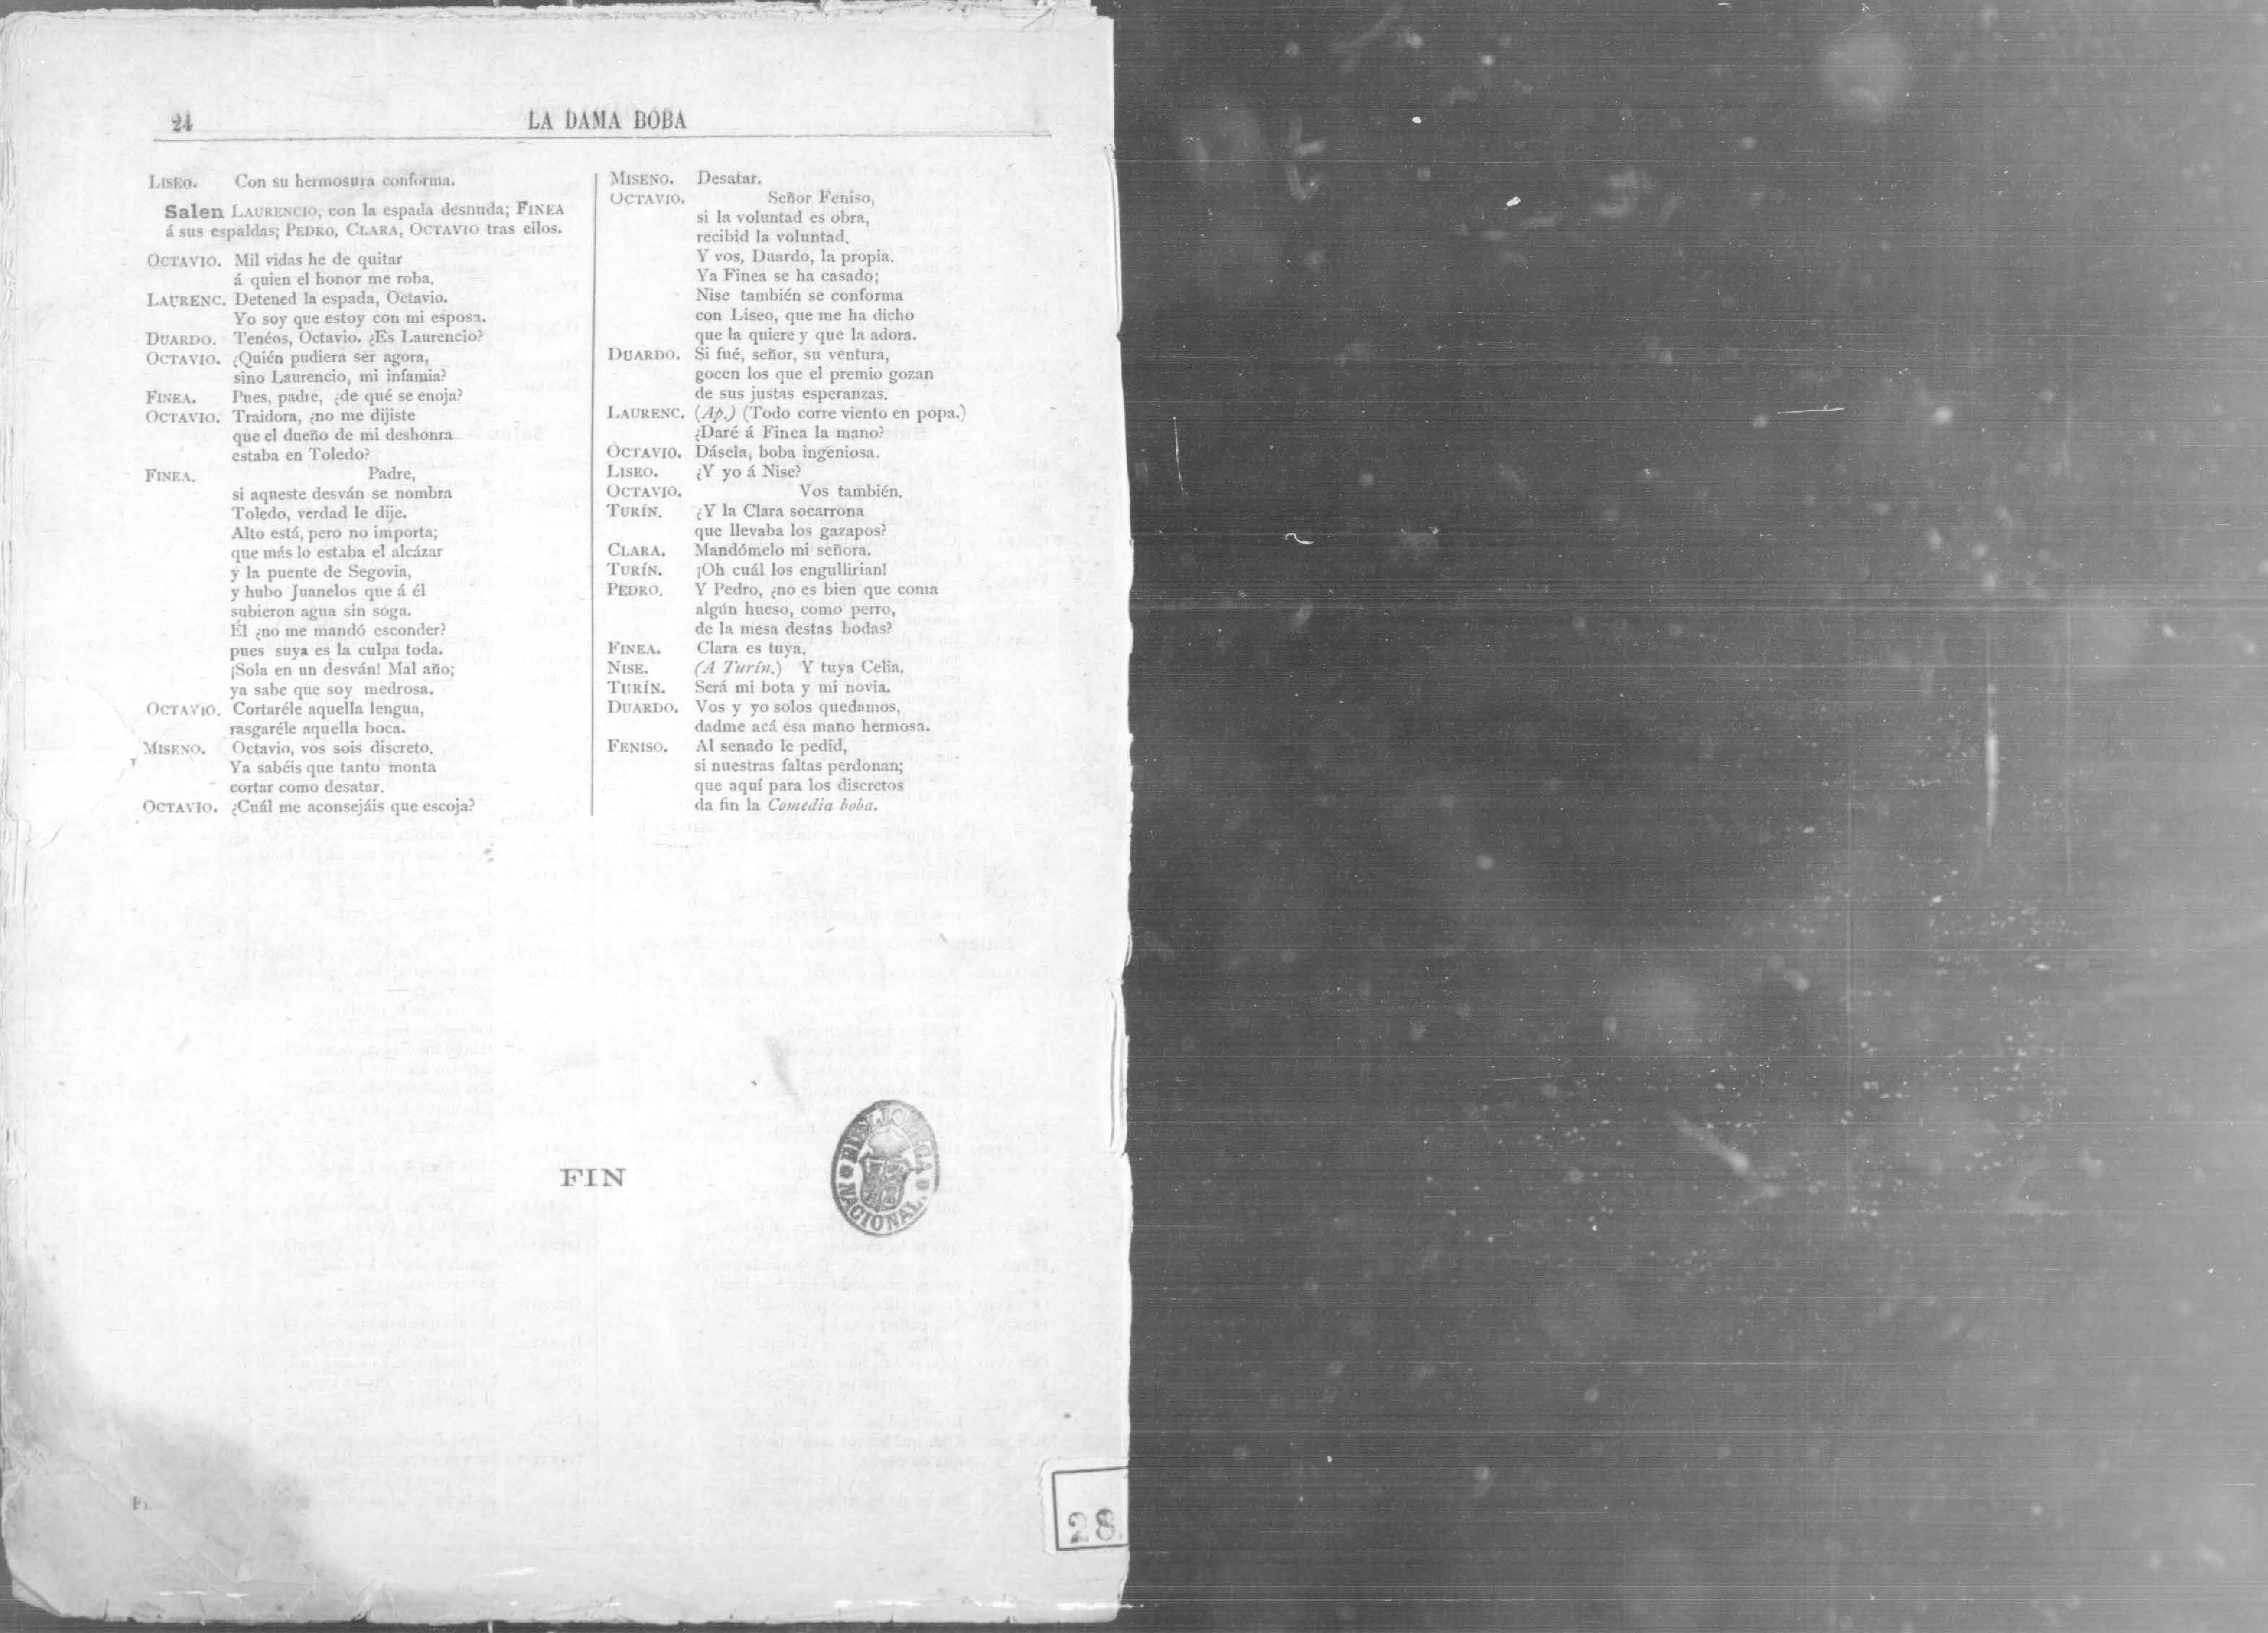 24
LA DAMA BOBA
LISEO. Con su hermosura conforma.
Salen LAURENCIO, con la espada desnuda; FINEA
á sus espaldas; PEDRO, CLARA, OCTAVIO tras ellos.
OCTAVIO. Mil vidas he de quitar
á quien el honor me roba.
LAURENC. Detened la espada, Octavio.
Yo soy que estoy con mi esposa.
DUARDO. Tenéos, Octavio. ¿Es Laurencio?
OCTAVIO. ¿Quién pudiera ser agora,
sino Laurencio, mi infamia?
FINEA. Pues, padre, ¿de qué se enoja?
OCTAVIO. Traidora, ¿no me dijiste
que el dueño de mi deshonra
estaba en Toledo?
FINEA. Padre,
si aqueste desván se nombra
Toledo, verdad le dije.
Alto está, pero no importa;
que más lo estaba el alcázar
y la puente de Segovia,
y hubo Juanelos que á él
subieron agua sin soga.
Él ¿no me mandó esconder?
pues suya es la culpa toda.
¡Sola en un desván! Mal año;
ya sabe que soy medrosa.
OCTAVIO. Cortaréle aquella lengua,
rasgaréle aquella boca.
MISENO. Octavio, vos sois discreto.
Ya sabéis que tanto monta
cortar como desatar.
OCTAVIO. ¿Cuál me aconsejáis que escoja?
MISENO. Desatar.
OCTAVIO. Señor Feniso,
si la voluntad es obra,
recibid la voluntad.
Y vos, Duardo, la propia.
Ya Finea se ha casado;
Nise también se conforma
con Liseo, que me ha dicho
que la quiere y que la adora.
DUARDO. Si fué, señor, su ventura,
gocen los que el premio gozan
de sus justas esperanzas.
LAURENC. (Ap.) (Todo corre viento en popa.)
¿Daré á Finea la mano?
OCTAVIO. Dásela, boba ingeniosa.
LISEO. ¿Y yo á Nise?
OCTAVIO. Vos también.
TURÍN. ¿Y la Clara socarrona
que llevaba los gazapos?
CLARA. Mandómelo mi señora.
TURÍN. ¡Oh cuál los engullirian!
PEDRO. Y Pedro, ¿no es bien que coma
algún hueso, como perro,
de la mesa destas bodas?
FINEA. Clara es tuya.
NISE. (A Turín.) Y tuya Celia.
TURÍN. Será mi bota y mi novia.
DUARDO. Vos y yo solos quedamos,
dadme acá esa mano hermosa.
FENISO. Al senado le pedid,
si nuestras faltas perdonan;
que aquí para los discretos
da fin la Comedia boba.
FIN
BIBLIOTECA NACIONAL
28.